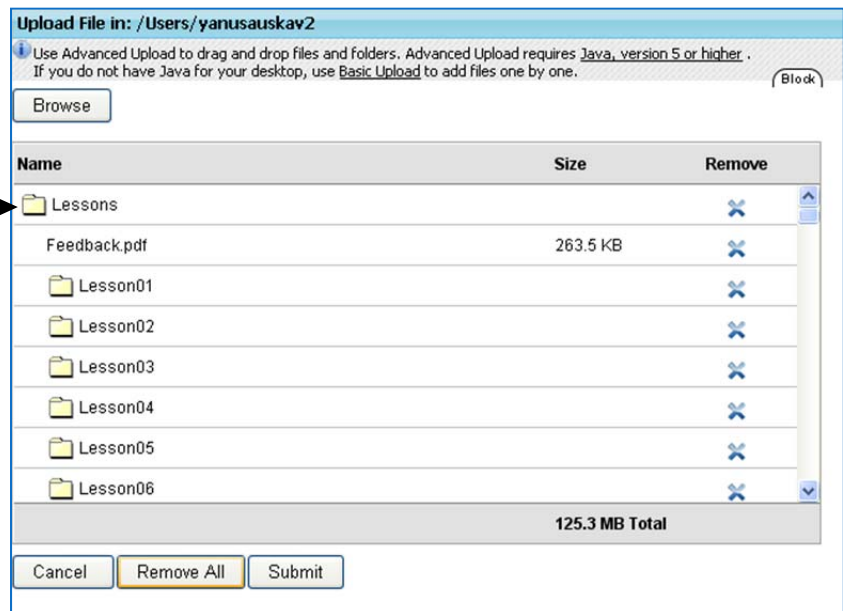 Upload File in: /Users/yanusauskav2
Use Advanced Upload to drag and drop files and folders. Advanced Upload requires Java, version 5 or higher .
If you do not have Java for your desktop, use Basic Upload to add files one by one.
Block
Browse
Name Size Remove
Lessons
Feedback.pdf 263.5 KB
Lesson01
Lesson02
Lesson03
Lesson04
Lesson05
Lesson06
125.3 MB Total
Cancel Remove All Submit